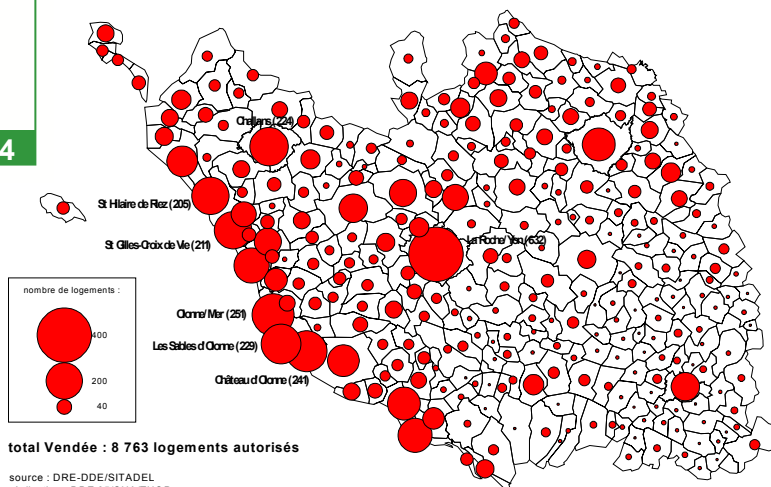 4
Challans (224)
St Hilaire de Riez (205)
St Gilles-Croix de Vie (211)
La Roche/Yon (632)
nombre de logements :
400
200
40
Olonne/Mer (251)
Les Sables d'Olonne (229)
Château d'Olonne (241)
total Vendée : 8 763 logements autorisés
source : DRE-DDE/SITADEL